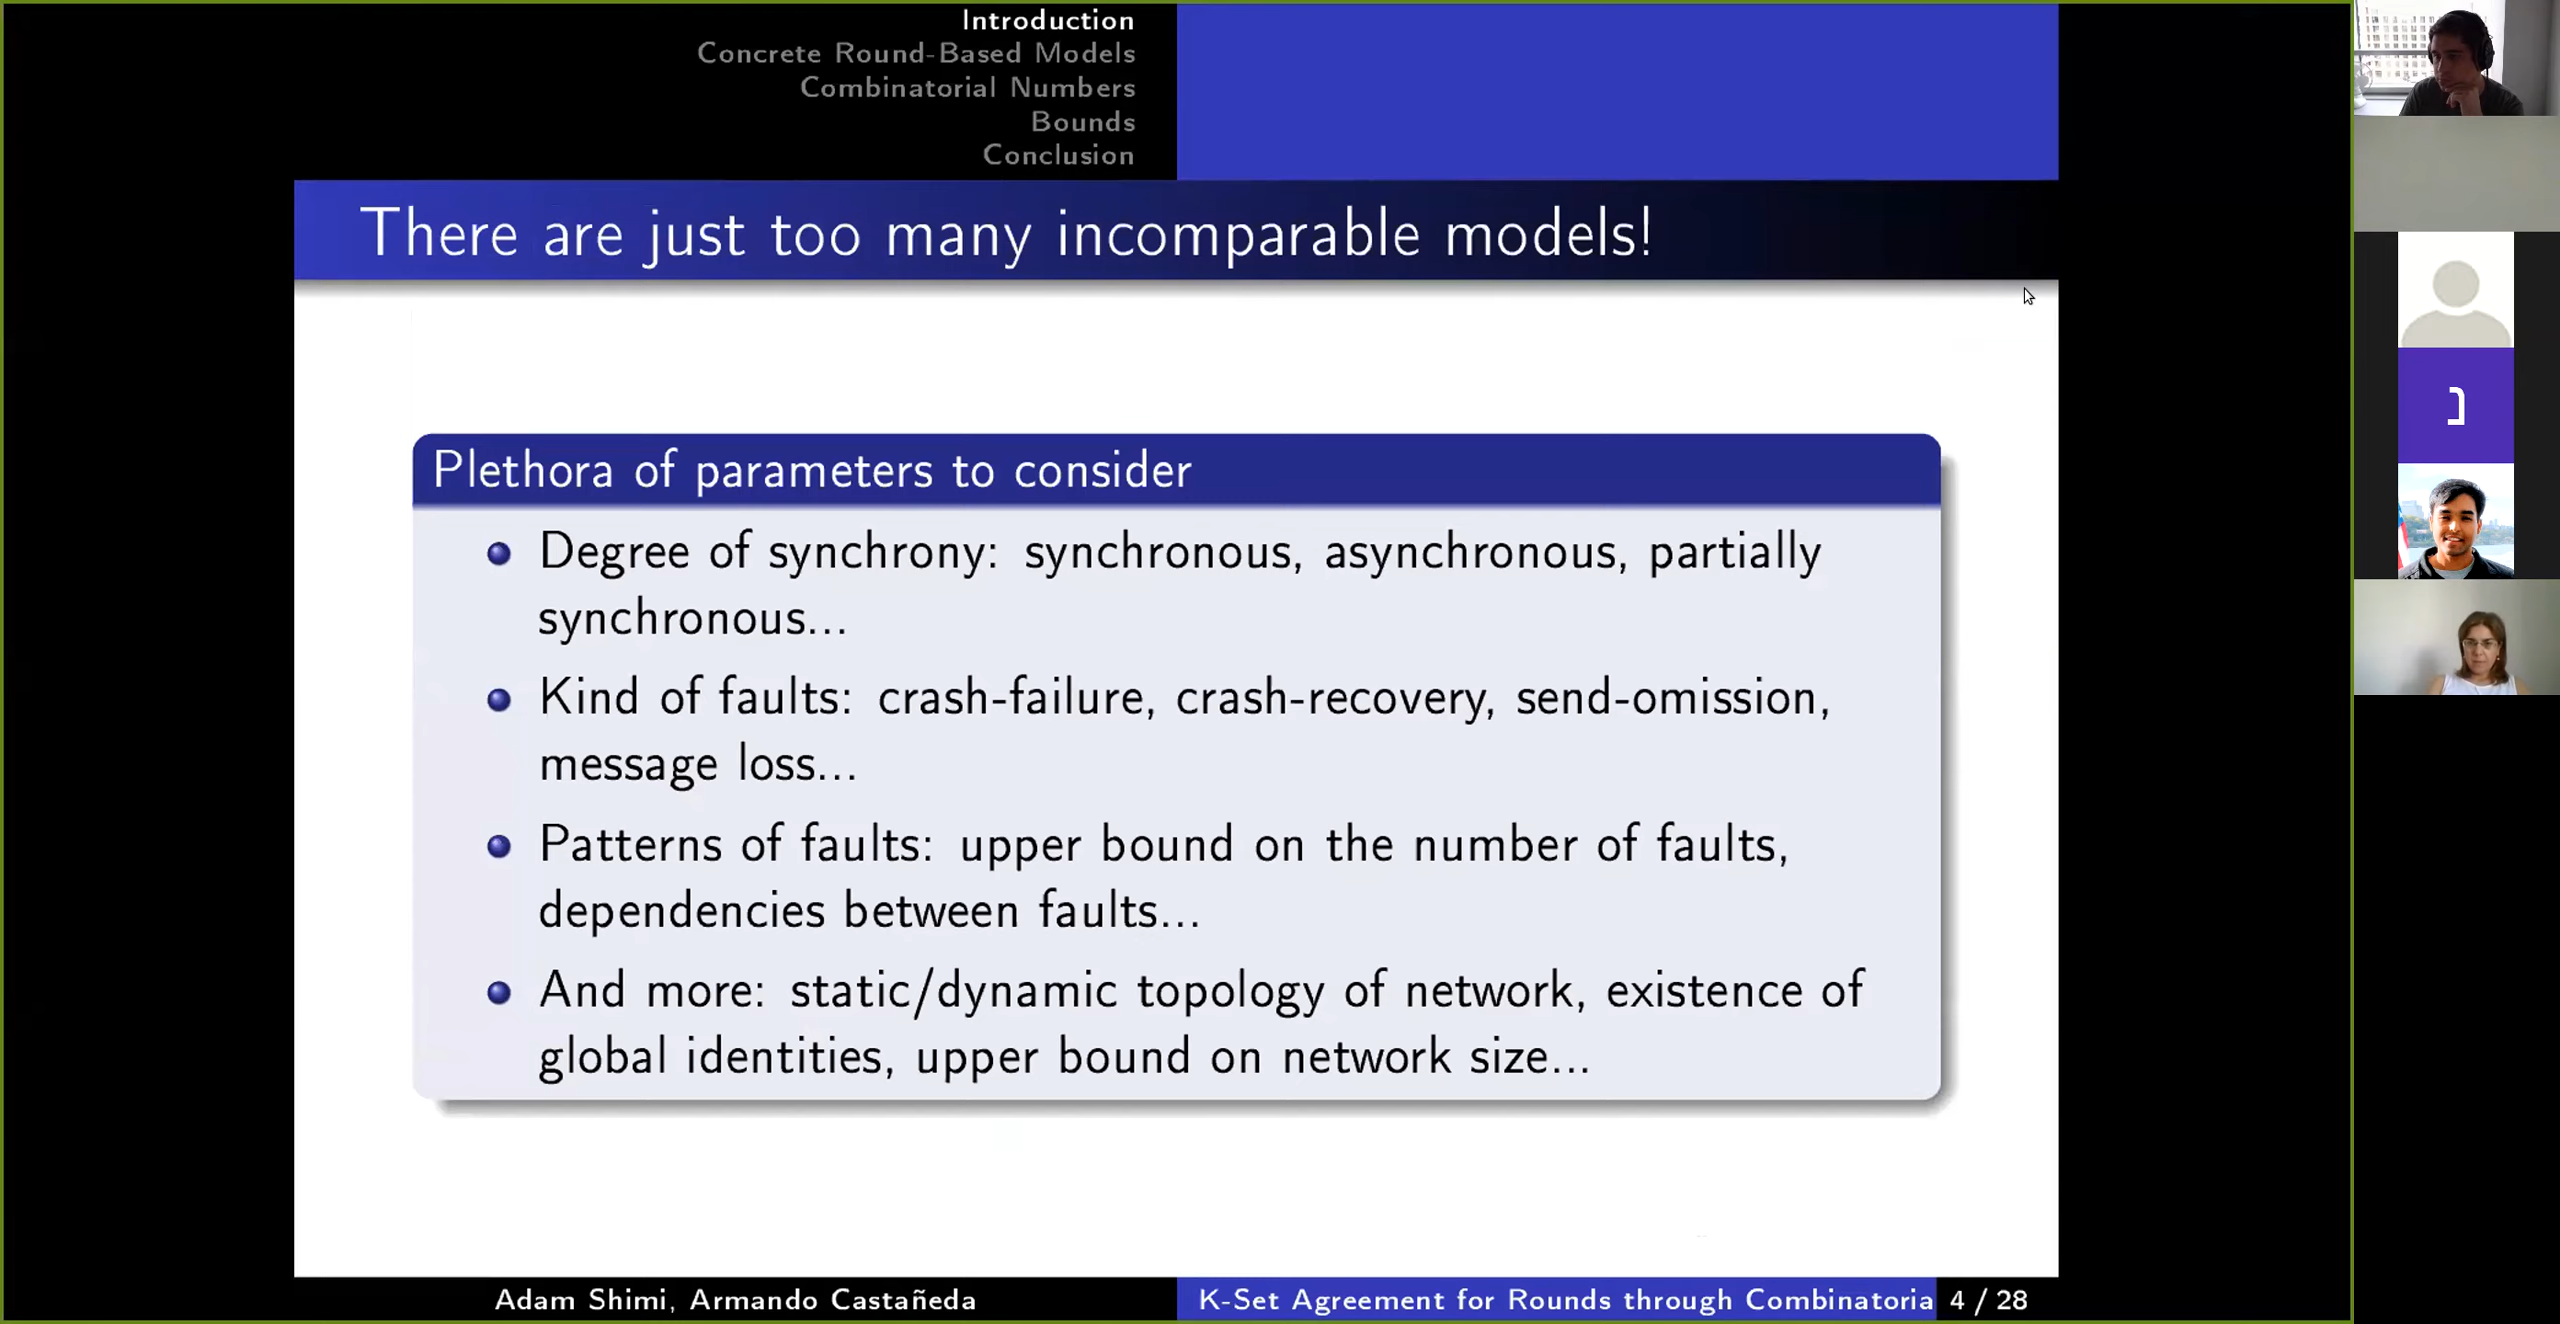 Introduction
Concrete Round-Based Models
Combinatorial Numbers
Bounds
Conclusion
There are just too many incomparable models!
Plethora of parameters to consider
Degree of synchrony: synchronous, asynchronous, partially
synchronous...
Kind of faults: crash-failure, crash-recovery, send-omission,
message loss...
Patterns of faults: upper bound on the number of faults,
dependencies between faults...
And more: static/dynamic topology of network, existence of
global identities, upper bound on network size...
Adam Shimi, Armando Castañeda
K-Set Agreement for Rounds through Combinatoria
4 / 28
נ